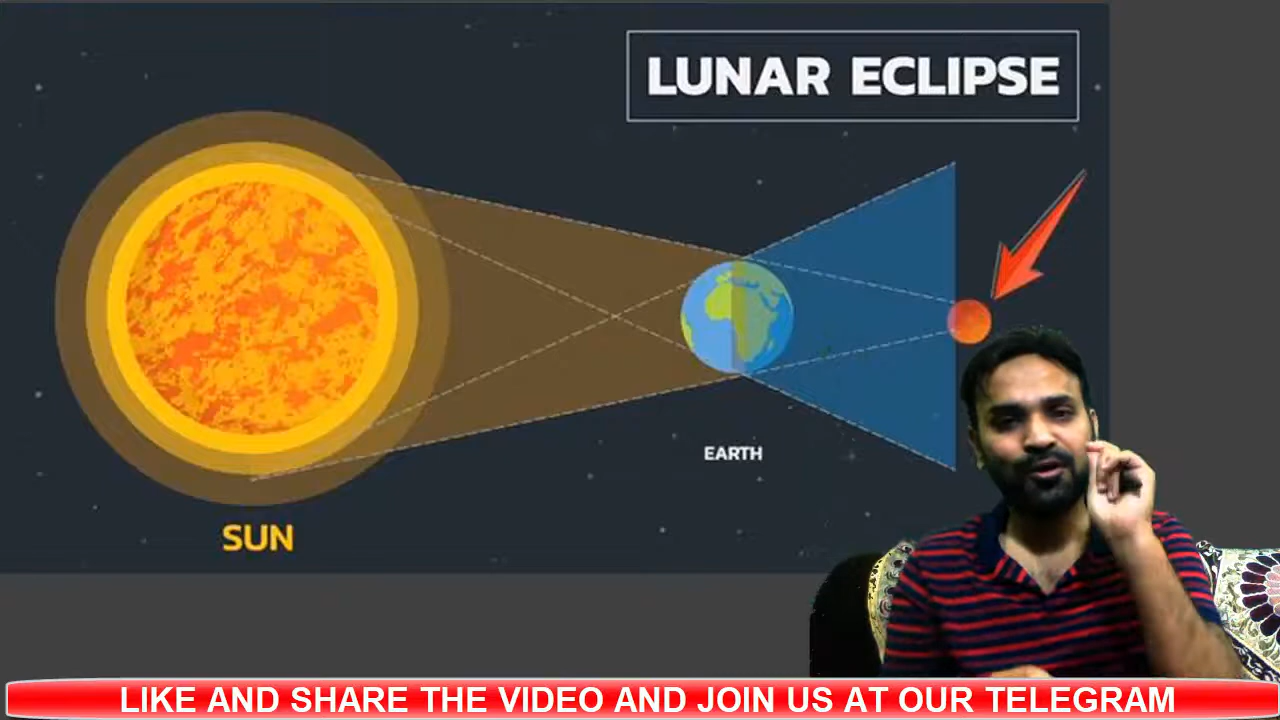 LUNAR ECLIPSE
EARTH
SUN
LIKE AND SHARE THE VIDEO AND JOIN US AT OUR TELEGRAM